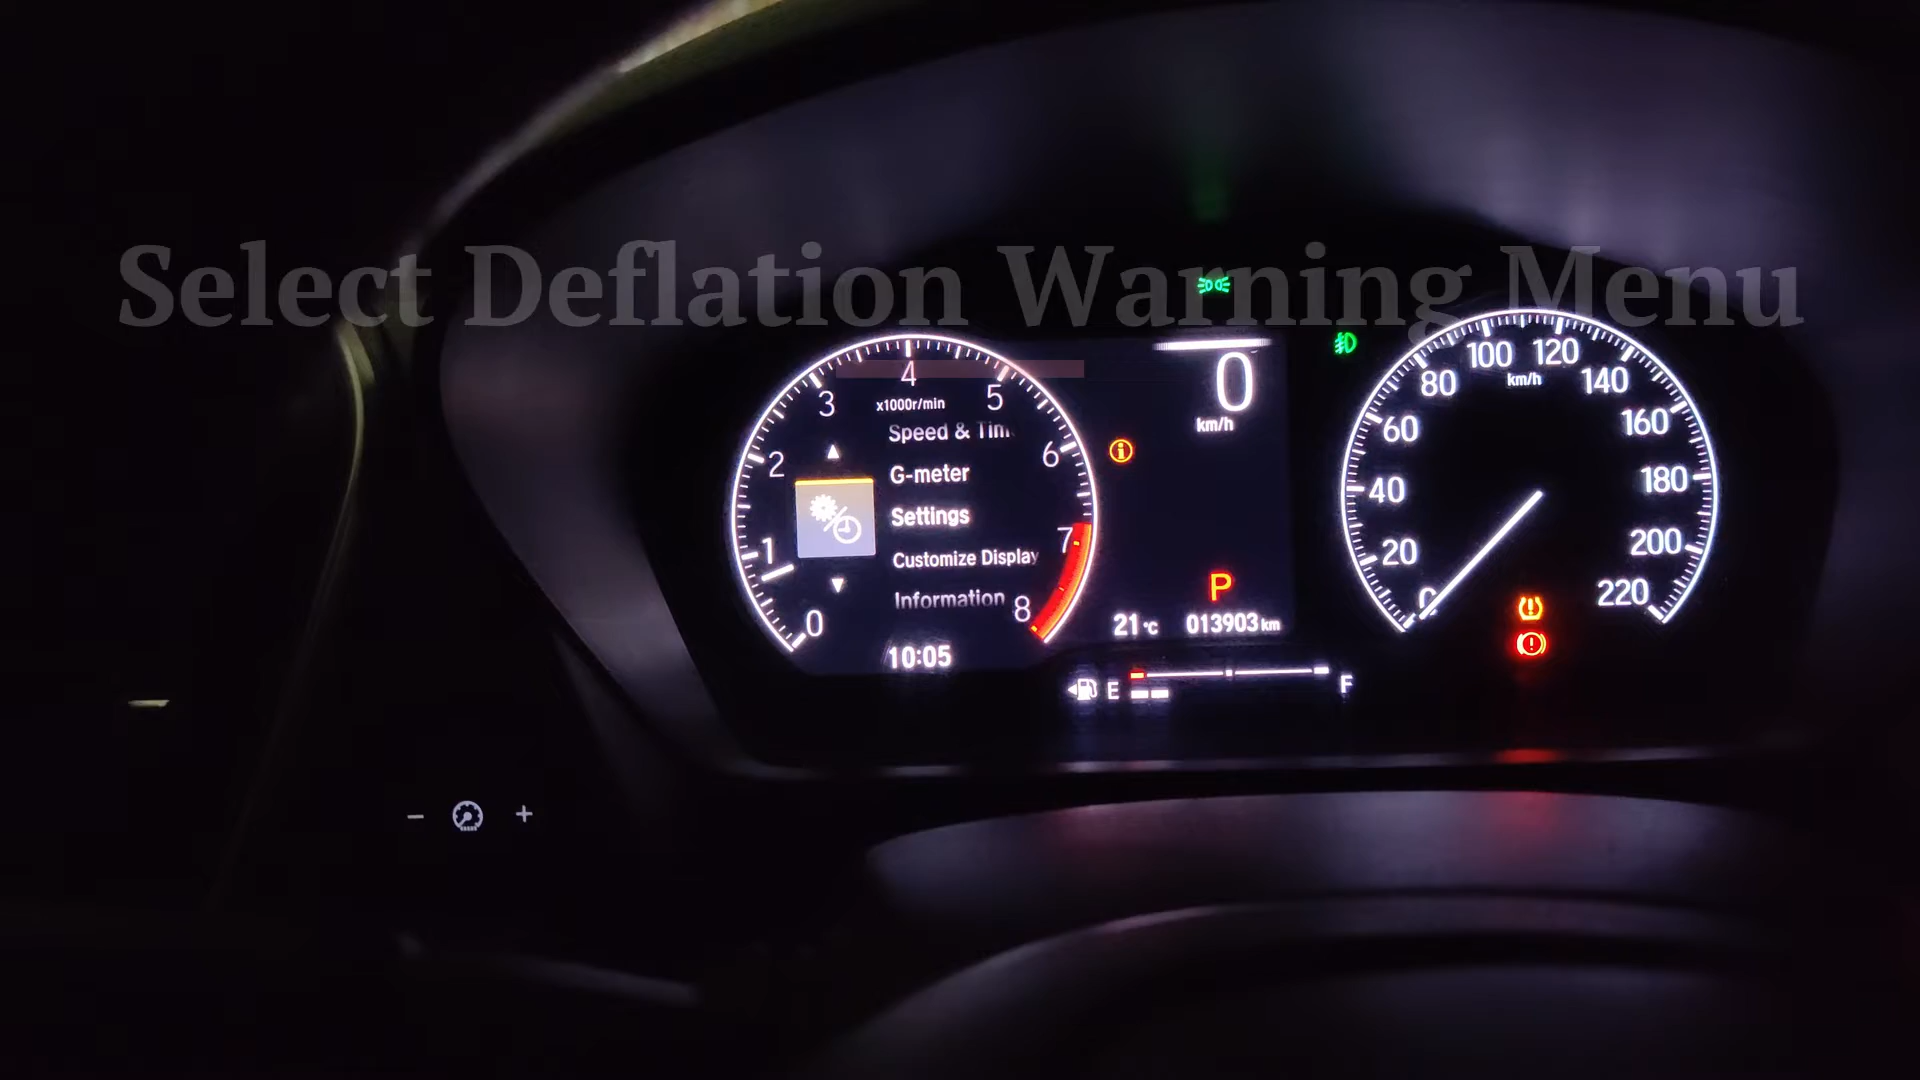 Select Deflation Warning Menu
0
km/h
x1000r/min
0
1
2
3
4
5
6
7
8
Speed & Tim
G-meter
Settings
Customize Display
Information
10:05
P
21°C 013903 km
E F
0
20
40
60
80
100
120
140
160
180
200
220
km/h
- +